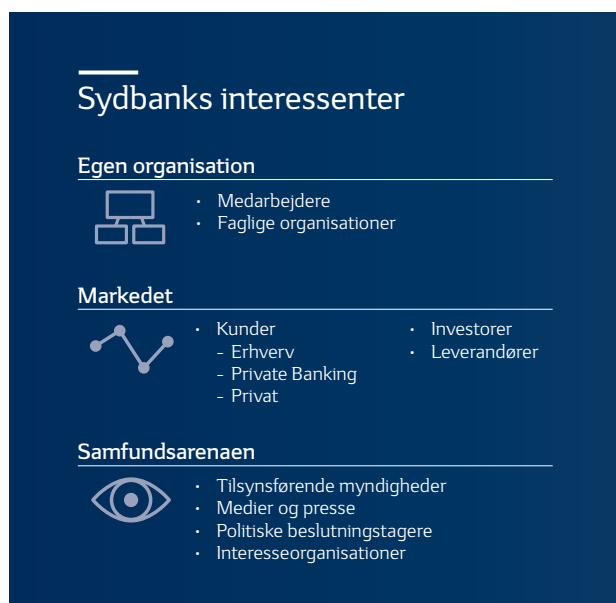 Sydbanks interessenter
Egen organisation
· Medarbejdere
· Faglige organisationer
Markedet
· Kunder
- Erhverv
- Private Banking
- Privat
· Investorer
· Leverandører
Samfundsarenaen
· Tilsynsførende myndigheder
· Medier og presse
· Politiske beslutningstagere
· Interesseorganisationer